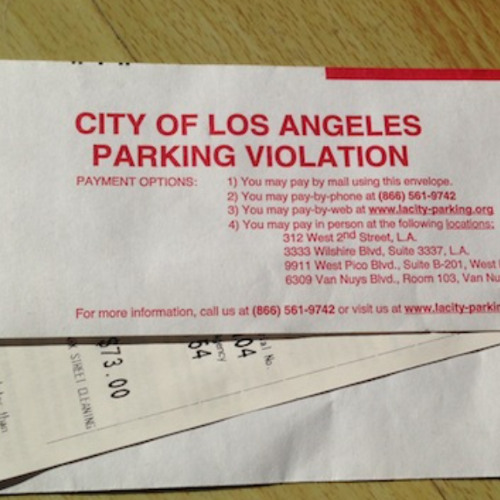 CITY OF LOS ANGELES
PARKING VIOLATION
PAYMENT OPTIONS: 1) You may pay by mail using this envelope.
2) You may pay-by-phone at (866) 561-9742
3) You may pay-by-web at www.lacity-parking.org
4) You may pay in person at the following locations:
312 West 2nd Street, L.A.
3333 Wilshire Blvd, Suite 3337, L.A.
9911 West Pico Blvd., Suite B-201, West
6309 Van Nuys Blvd., Room 103, Van Nu
For more information, call us at (866) 561-9742 or visit us at www.lacity-parkin
No.
04
54
$73.00
STREET CLEANING
than